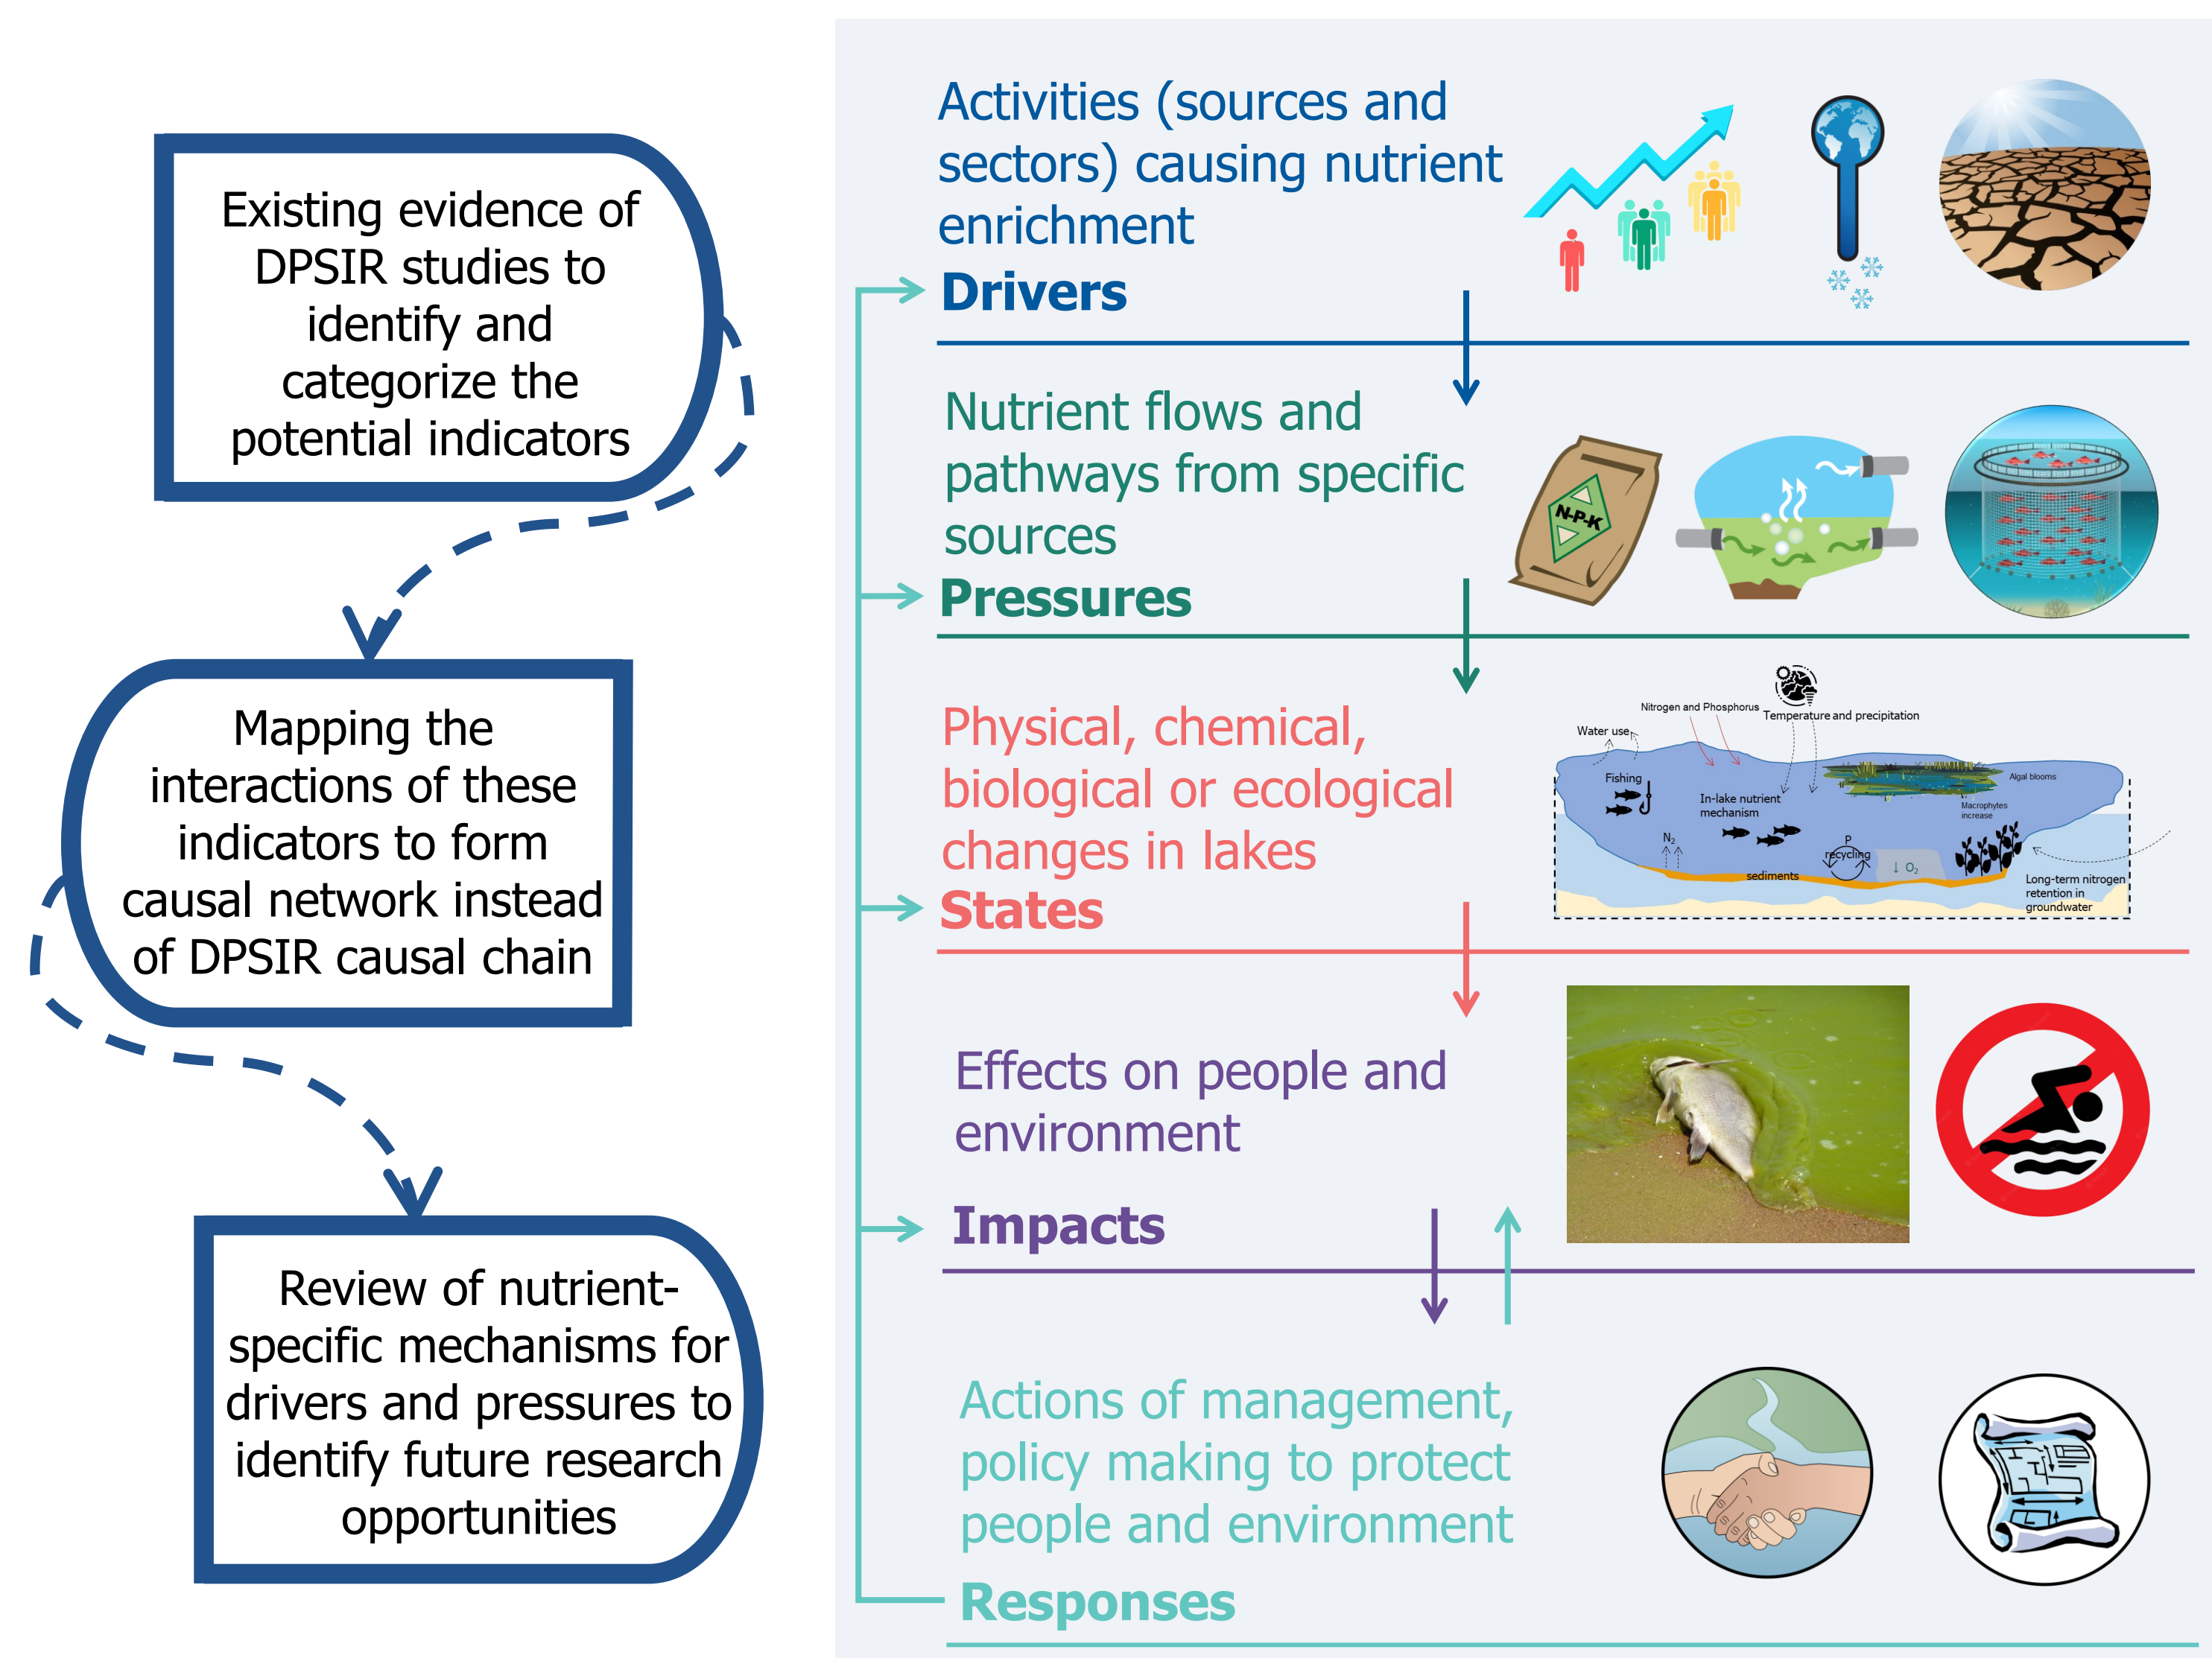 Existing evidence of
DPSIR studies to
identify and
categorize the
potential indicators
Mapping the
interactions of these
indicators to form
causal network instead
of DPSIR causal chain
Review of nutrient-
specific mechanisms for
drivers and pressures to
identify future research
opportunities
Activities (sources and
sectors) causing nutrient
enrichment
Drivers
Nutrient flows and
pathways from specific
sources
Pressures
N-P-K
Physical, chemical,
biological or ecological
changes in lakes
States
Nitrogen and Phosphorus
Temperature and precipitation
Water use
Fishing
In-lake nutrient
mechanism
Algal blooms
Macrophytes
increase
N2
P
recycling
↓ O2
sediments
Long-term nitrogen
retention in
groundwater
Effects on people and
environment
Impacts
Actions of management,
policy making to protect
people and environment
Responses